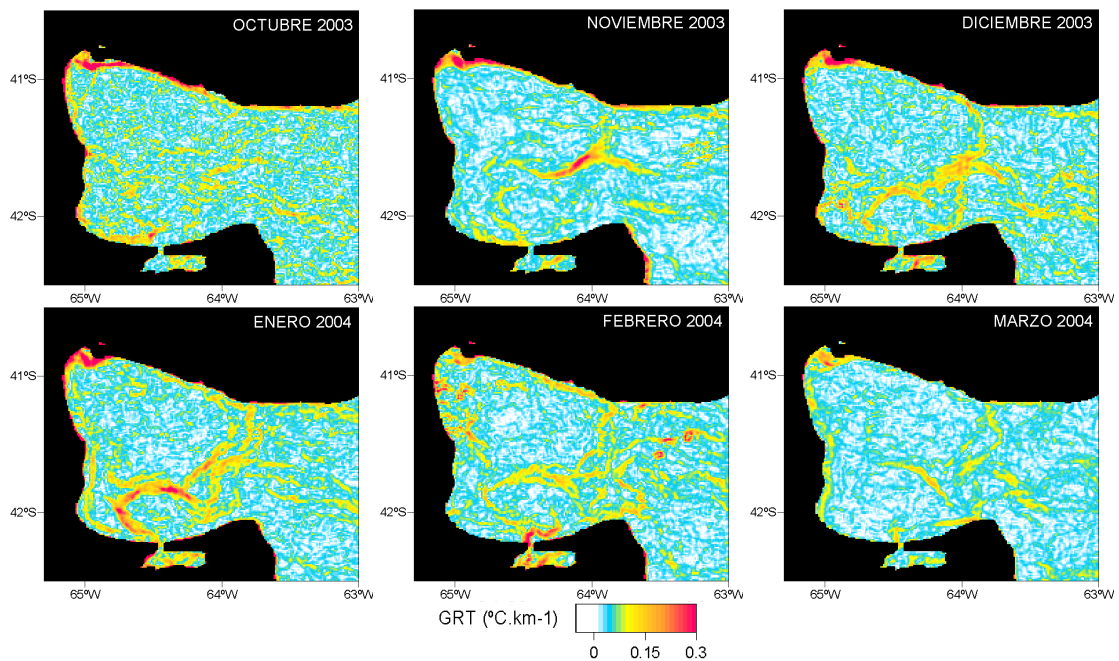 OCTUBRE 2003
NOVIEMBRE 2003
DICIEMBRE 2003
41ºS
41ºS
41ºS
42ºS
42ºS
42ºS
65ºW 64ºW 63ºW
65ºW 64ºW 63ºW
65ºW 64ºW 63ºW
ENERO 2004
FEBRERO 2004
MARZO 2004
41ºS
41ºS
41ºS
42ºS
42ºS
42ºS
65ºW 64ºW 63ºW
65ºW 64ºW 63ºW
65ºW 64ºW 63ºW
GRT (ºC.km-1)
0 0.15 0.3